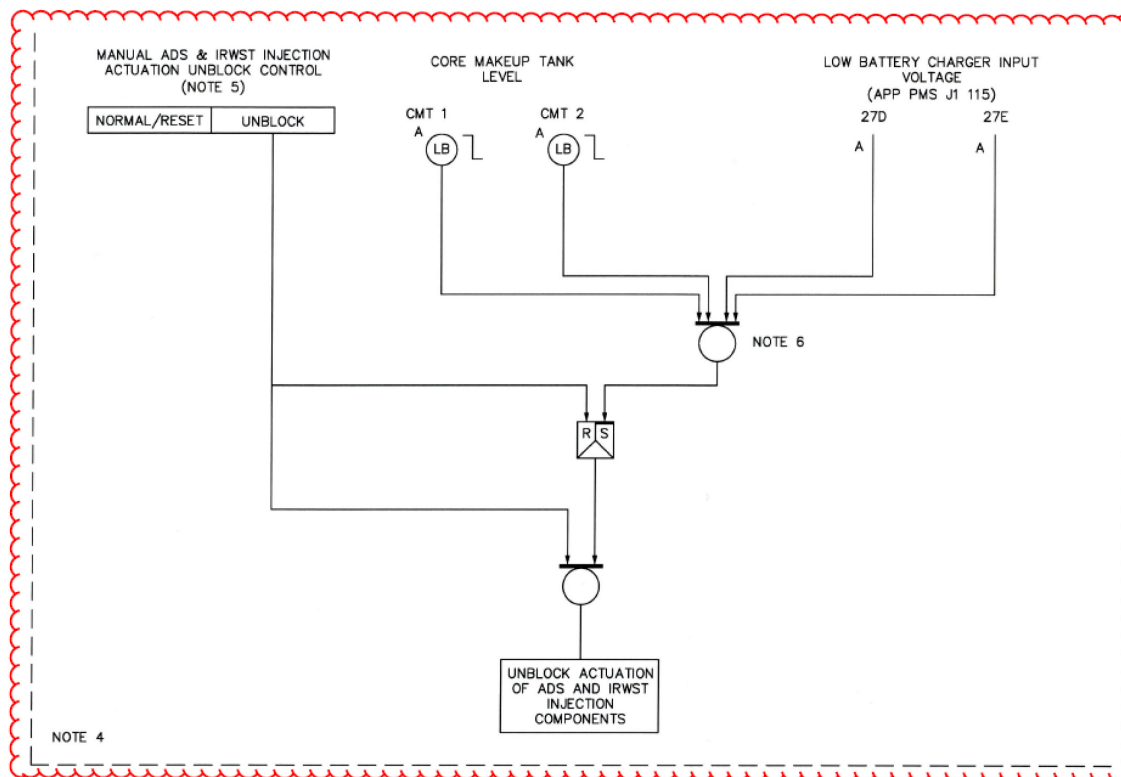 MANUAL ADS & IRWST INJECTION
ACTUATION UNBLOCK CONTROL
(NOTE 5)
NORMAL/RESET
UNBLOCK
CORE MAKEUP TANK
LEVEL
CMT 1
A
LB
CMT 2
A
LB
LOW BATTERY CHARGER INPUT
VOLTAGE
(APP PMS J1 115)
27D
A
27E
A
NOTE 6
R S
UNBLOCK ACTUATION
OF ADS AND IRWST
INJECTION
COMPONENTS
NOTE 4